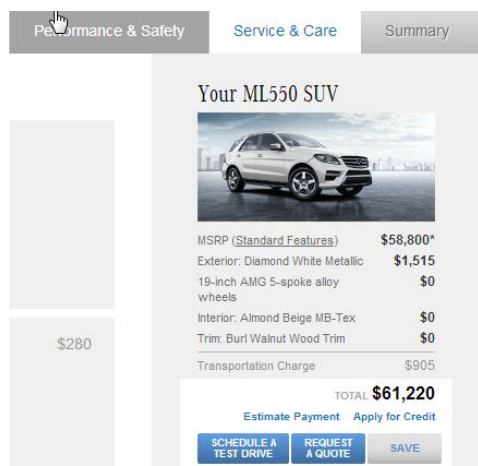 Performance & Safety
Service & Care
Summary
Your ML550 SUV
MSRP (Standard Features) $58,800*
Exterior: Diamond White Metallic $1,515
19-inch AMG 5-spoke alloy $0
wheels
Interior: Almond Beige MB-Tex $0
Trim: Burl Walnut Wood Trim $0
$280
Transportation Charge $905
TOTAL $61,220
Estimate Payment Apply for Credit
SCHEDULE A
TEST DRIVE
REQUEST
A QUOTE
SAVE